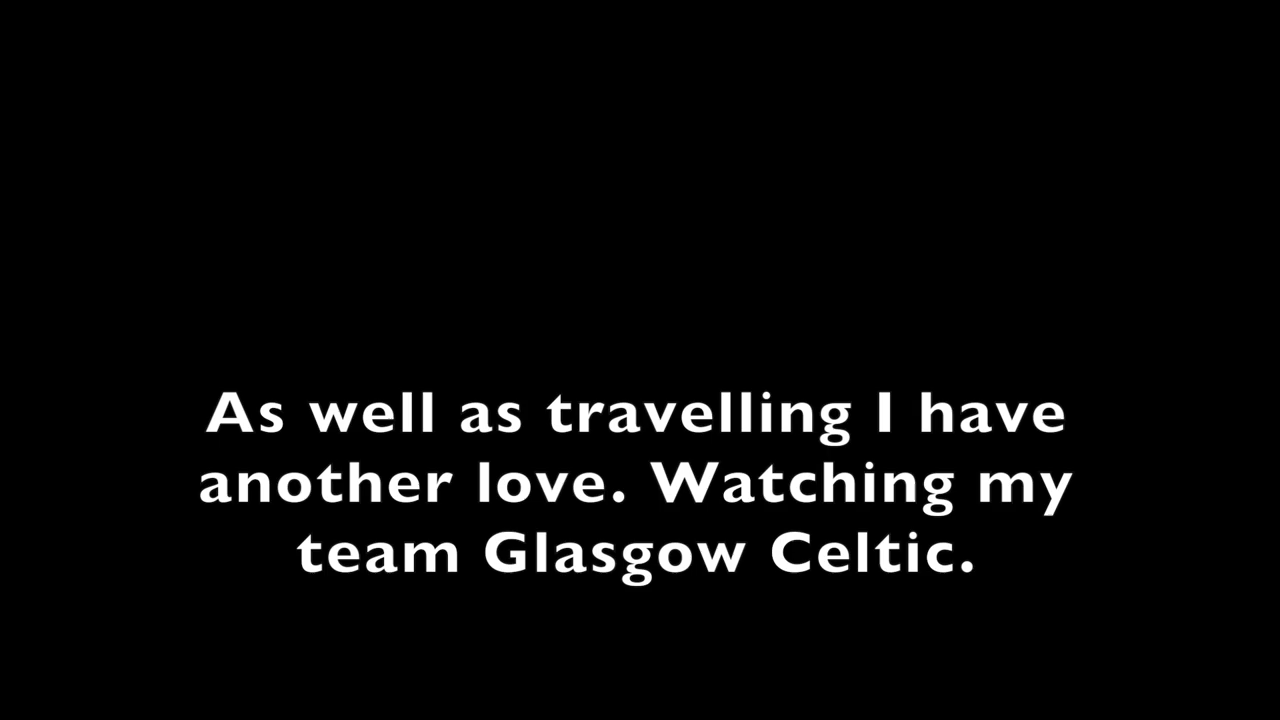 As well as travelling I have
another love. Watching my
team Glasgow Celtic.